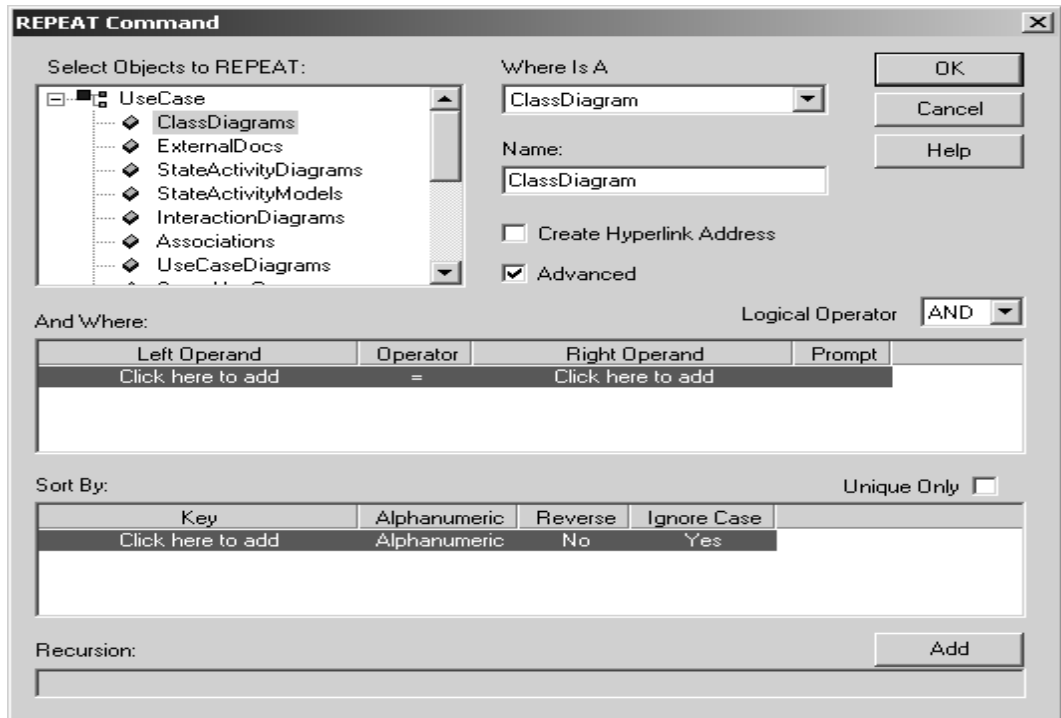 REPEAT Command
Select Objects to REPEAT:
UseCase
ClassDiagrams
ExternalDocs
StateActivityDiagrams
StateActivityModels
InteractionDiagrams
Associations
UseCaseDiagrams
Where Is A
ClassDiagram
Name:
ClassDiagram
Create Hyperlink Address
Advanced
OK
Cancel
Help
And Where:
Logical Operator AND
Left Operand Operator Right Operand Prompt
Click here to add = Click here to add
Sort By:
Unique Only
Key Alphanumeric Reverse Ignore Case
Click here to add Alphanumeric No Yes
Recursion:
Add